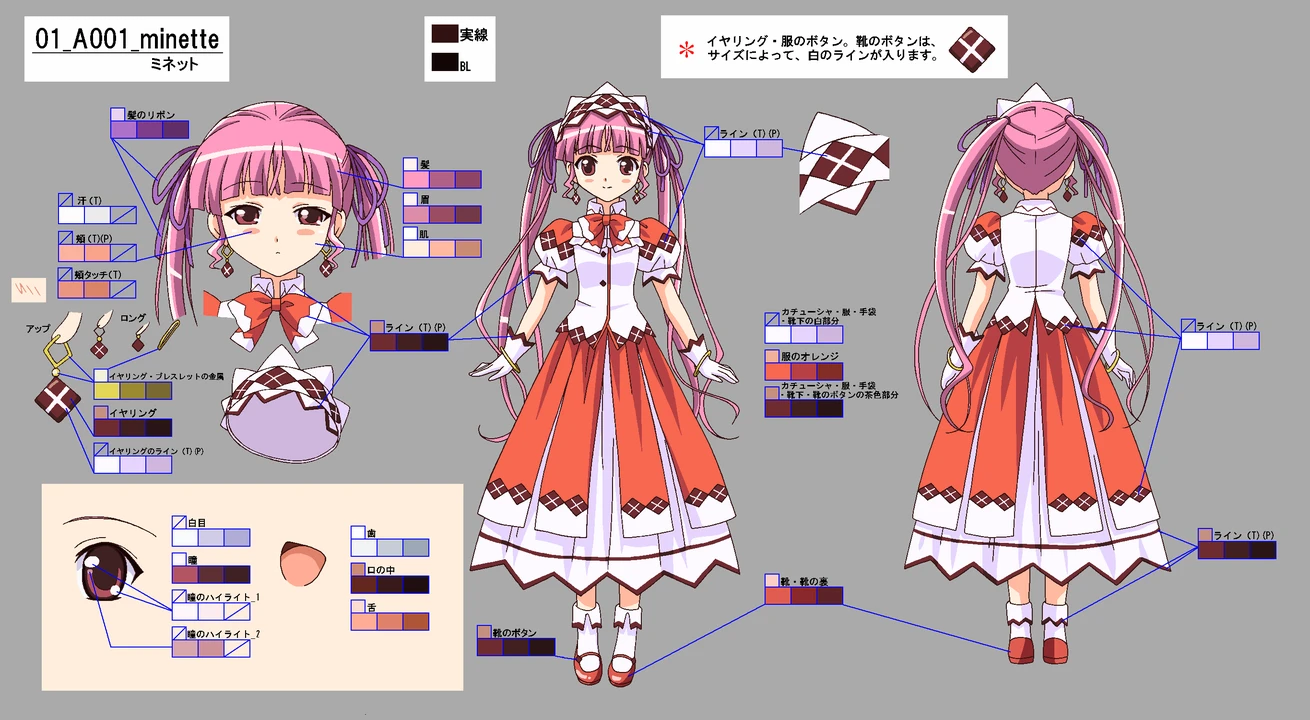 01_A001_minette
ミネット
実線
BL
＊ イヤリング・服のボタン。靴のボタンは、
サイズによって、白のラインが入ります。
髪のリボン
汗(T)
頬(T)(P)
頬タッチ(T)
髪
眉
肌
ライン(T)(P)
アップ
ロング
イヤリング・ブレスレットの金属
イヤリング
イヤリングのライン(T)(P)
ライン(T)(P)
カチューシャ・服・手袋
・靴下の白部分
服のオレンジ
カチューシャ・服・手袋
・靴下・靴のボタンの茶色部分
ライン(T)(P)
白目
瞳
瞳のハイライト_1
瞳のハイライト_2
歯
口の中
舌
靴のボタン
靴・靴の裏
ライン(T)(P)